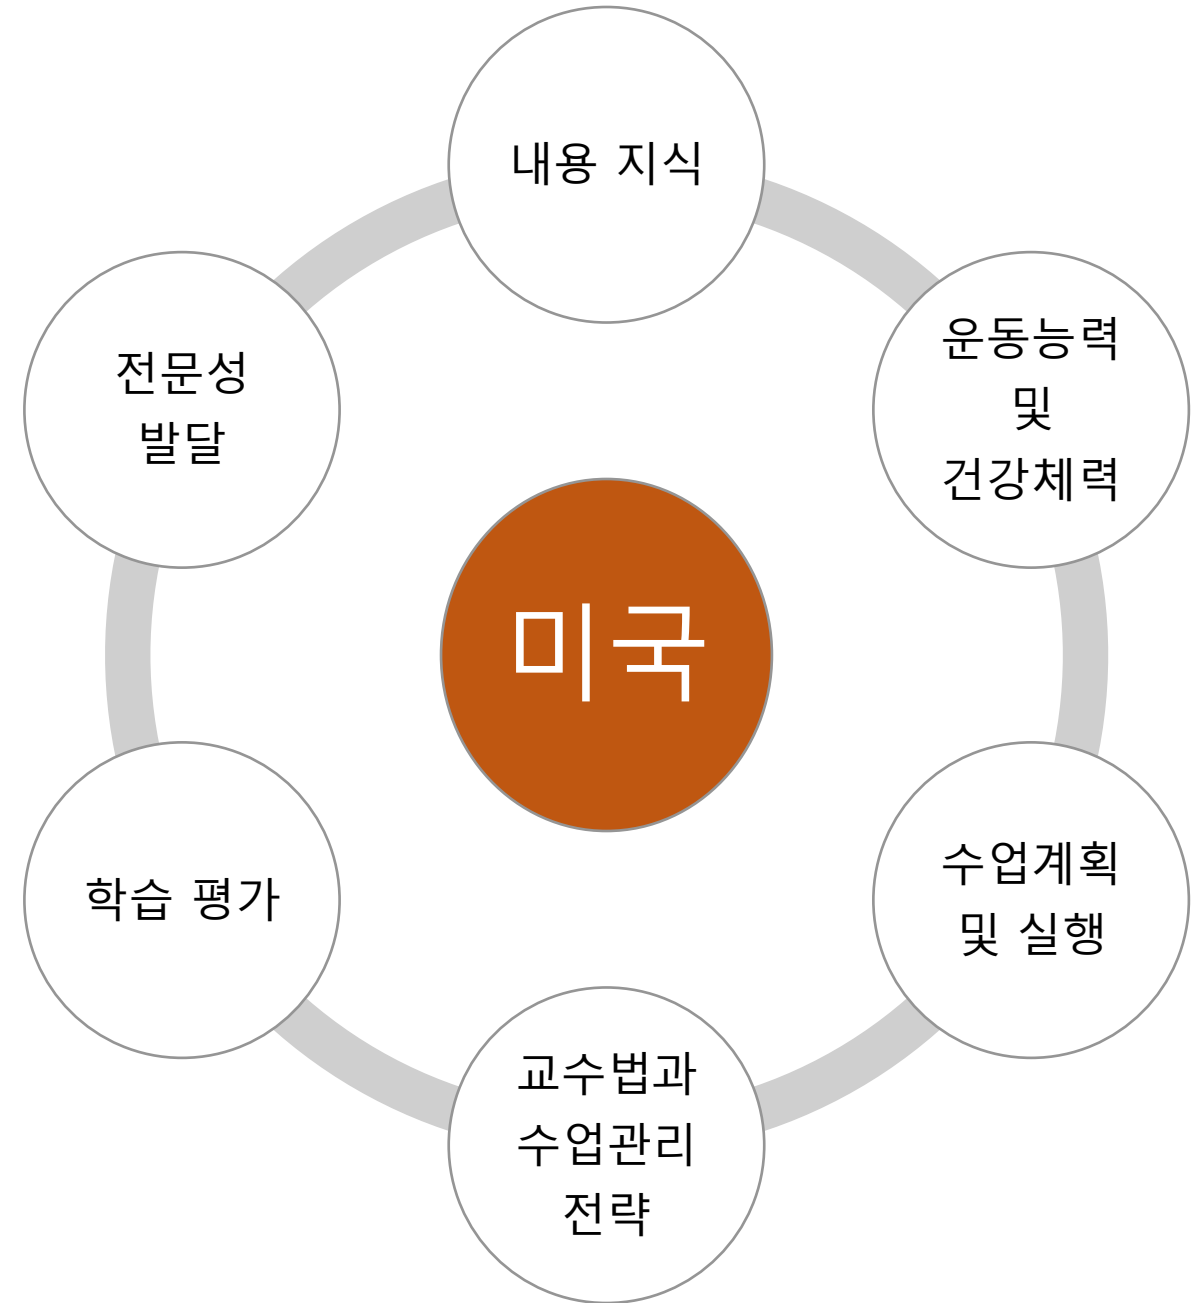 내용 지식
운동능력
및
건강체력
수업계획
및 실행
교수법과
수업관리
전략
학습 평가
전문성
발달
미국